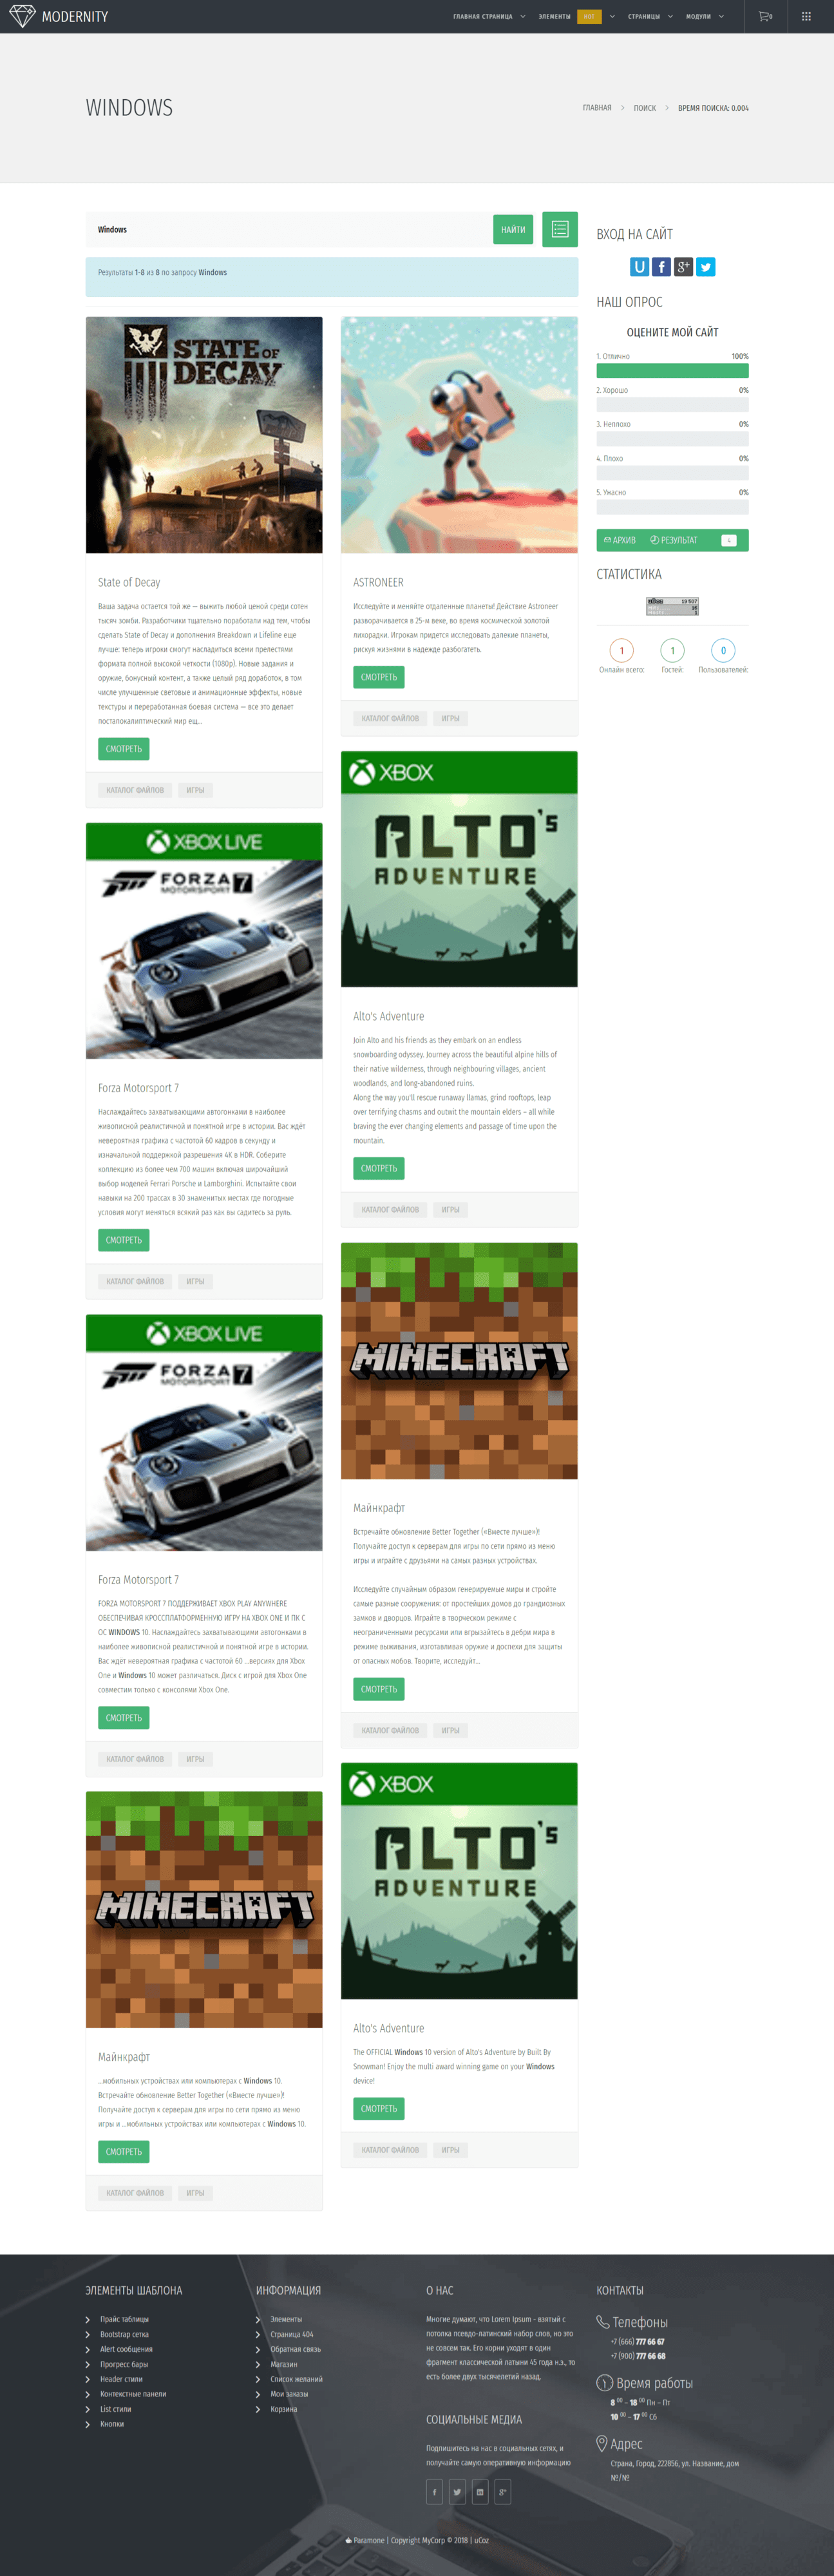 MODERNITY
ГЛАВНАЯ СТРАНИЦА
ЭЛЕМЕНТЫ HOT
СТРАНИЦЫ
МОДУЛИ
0
WINDOWS
ГЛАВНАЯ > ПОИСК > ВРЕМЯ ПОИСКА: 0.004
Windows
НАЙТИ
Результаты 1-8 из 8 по запросу Windows
STATE OF
DECAY
State of Decay
Ваша задача остается той же — выжить любой ценой среди сотен
тысяч зомби. Разработчики тщательно поработали над тем, чтобы
сделать State of Decay и дополнения Breakdown и Lifeline еще
лучше: теперь игроки смогут насладиться всеми прелестями
формата полной высокой четкости (1080p). Новые задания и
оружие, бонусный контент, а также целый ряд доработок, в том
числе улучшенные световые и анимационные эффекты, новые
текстуры и переработанная боевая система — все это делает
постапокалиптический мир ещ...
СМОТРЕТЬ
КАТАЛОГ ФАЙЛОВ
ИГРЫ
XBOX LIVE
FORZA 7
MOTORSPORT
Forza Motorsport 7
Наслаждайтесь захватывающими автогонками в наиболее
живописной реалистичной и понятной игре в истории. Вас ждёт
невероятная графика с частотой 60 кадров в секунду и
изначальной поддержкой разрешения 4K в HDR. Соберите
коллекцию из более чем 700 машин включая широчайший
выбор моделей Ferrari Porsche и Lamborghini. Испытайте свои
навыки на 200 трассах в 30 знаменитых местах где погодные
условия могут меняться всякий раз как вы садитесь за руль.
СМОТРЕТЬ
КАТАЛОГ ФАЙЛОВ
ИГРЫ
XBOX LIVE
FORZA 7
MOTORSPORT
Forza Motorsport 7
FORZA MOTORSPORT 7 ПОДДЕРЖИВАЕТ XBOX PLAY ANYWHERE
ОБЕСПЕЧИВАЯ КРОССПЛАТФОРМЕННУЮ ИГРУ НА XBOX ONE И ПК С
ОС WINDOWS 10. Наслаждайтесь захватывающими автогонками в
наиболее живописной реалистичной и понятной игре в истории.
Вас ждёт невероятная графика с частотой 60 ...версиях для Xbox
One и Windows 10 может различаться. Диск с игрой для Xbox One
совместим только с консолями Xbox One.
СМОТРЕТЬ
КАТАЛОГ ФАЙЛОВ
ИГРЫ
MINECRAFT
Майнкрафт
...мобильных устройствах или компьютерах с Windows 10.
Встречайте обновление Better Together («Вместе лучше»)!
Получайте доступ к серверам для игры по сети прямо из меню
игры и ...мобильных устройствах или компьютерах с Windows 10.
СМОТРЕТЬ
КАТАЛОГ ФАЙЛОВ
ИГРЫ
ASTRONEER
Исследуйте и меняйте отдаленные планеты! Действие Astroneer
разворачивается в 25-м веке, во время космической золотой
лихорадки. Игрокам придется исследовать далекие планеты,
рискуя жизнями в надежде разбогатеть.
СМОТРЕТЬ
КАТАЛОГ ФАЙЛОВ
ИГРЫ
XBOX
ALTO'S
ADVENTURE
Alto's Adventure
Join Alto and his friends as they embark on an endless
snowboarding odyssey. Journey across the beautiful alpine hills of
their native wilderness, through neighbouring villages, ancient
woodlands, and long-abandoned ruins.
Along the way you'll rescue runaway llamas, grind rooftops, leap
over terrifying chasms and outwit the mountain elders – all while
braving the ever changing elements and passage of time upon the
mountain.
СМОТРЕТЬ
КАТАЛОГ ФАЙЛОВ
ИГРЫ
MINECRAFT
Майнкрафт
Встречайте обновление Better Together («Вместе лучше»)!
Получайте доступ к серверам для игры по сети прямо из меню
игры и играйте с друзьями на самых разных устройствах.
Исследуйте случайным образом генерируемые миры и стройте
самые разные сооружения: от простейших домов до грандиозных
замков и дворцов. Играйте в творческом режиме с
неограниченными ресурсами или вгрызайтесь в дебри мира в
режиме выживания, изготавливая оружие и доспехи для защиты
от опасных мобов. Творите, исследуйт...
СМОТРЕТЬ
КАТАЛОГ ФАЙЛОВ
ИГРЫ
XBOX
ALTO'S
ADVENTURE
Alto's Adventure
The OFFICIAL Windows 10 version of Alto's Adventure by Built By
Snowman! Enjoy the multi award winning game on your Windows
device!
СМОТРЕТЬ
КАТАЛОГ ФАЙЛОВ
ИГРЫ
ВХОД НА САЙТ
НАШ ОПРОС
ОЦЕНИТЕ МОЙ САЙТ
1. Отлично 100%
2. Хорошо 0%
3. Неплохо 0%
4. Плохо 0%
5. Ужасно 0%
АРХИВ
РЕЗУЛЬТАТ
4
СТАТИСТИКА
1
1
0
Онлайн всего:
Гостей:
Пользователей:
ЭЛЕМЕНТЫ ШАБЛОНА
Прайс таблицы
Bootstrap сетка
Alert сообщения
Прогресс бары
Header стили
Контекстные панели
List стили
Кнопки
ИНФОРМАЦИЯ
Элементы
Страница 404
Обратная связь
Магазин
Список желаний
Мои заказы
Корзина
О НАС
Многие думают, что Lorem Ipsum - взятый с
потолка псевдо-латинский набор слов, но это
не совсем так. Его корни уходят в один
фрагмент классической латыни 45 года н.э., то
есть более двух тысячелетий назад.
СОЦИАЛЬНЫЕ МЕДИА
Подпишитесь на нас в социальных сетях, и
получайте самую оперативную информацию
КОНТАКТЫ
Телефоны
+7 (666) 777 66 67
+7 (900) 777 66 68
Время работы
8 00 - 18 00 Пн - Пт
10 00 - 17 00 Сб
Адрес
Страна, Город, 222856, ул. Название, дом
№/№
Paramone | Copyright MyCorp © 2018 | uCoz